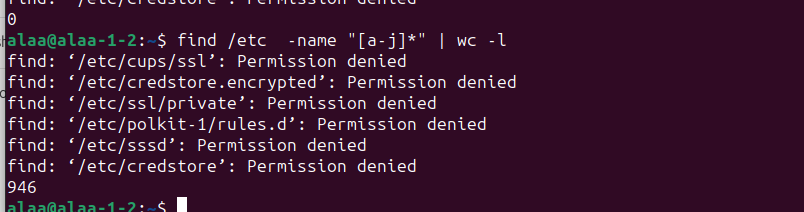 find: ‘/etc/credstore’: Permission denied
0
alaa@alaa-1-2:~$ find /etc  -name "[a-j]*" | wc -l
find: ‘/etc/cups/ssl’: Permission denied
find: ‘/etc/credstore.encrypted’: Permission denied
find: ‘/etc/ssl/private’: Permission denied
find: ‘/etc/polkit-1/rules.d’: Permission denied
find: ‘/etc/sssd’: Permission denied
find: ‘/etc/credstore’: Permission denied
946
alaa@alaa-1-2:~$